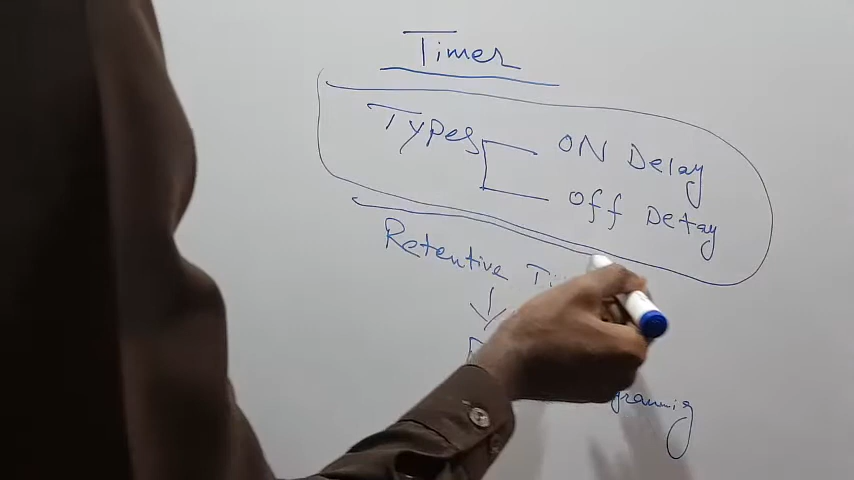 Timer
Types
ON Delay
Off Delay
Retentive